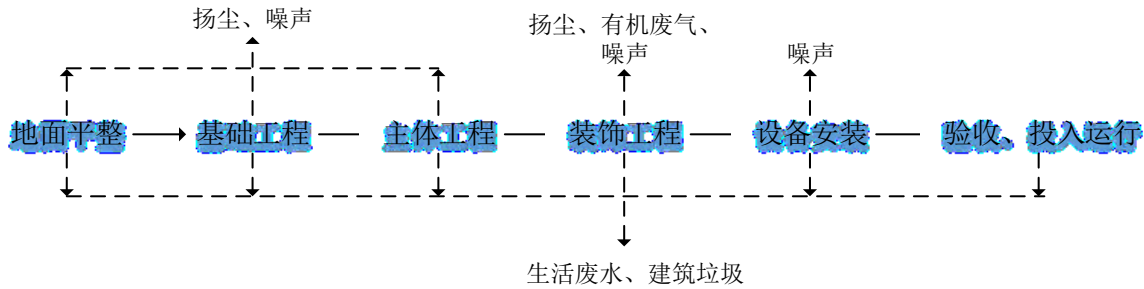 扬尘、噪声
扬尘、有机废气、
噪声
噪声
地面平整
基础工程
主体工程
装饰工程
设备安装
验收、投入运行
生活废水、建筑垃圾